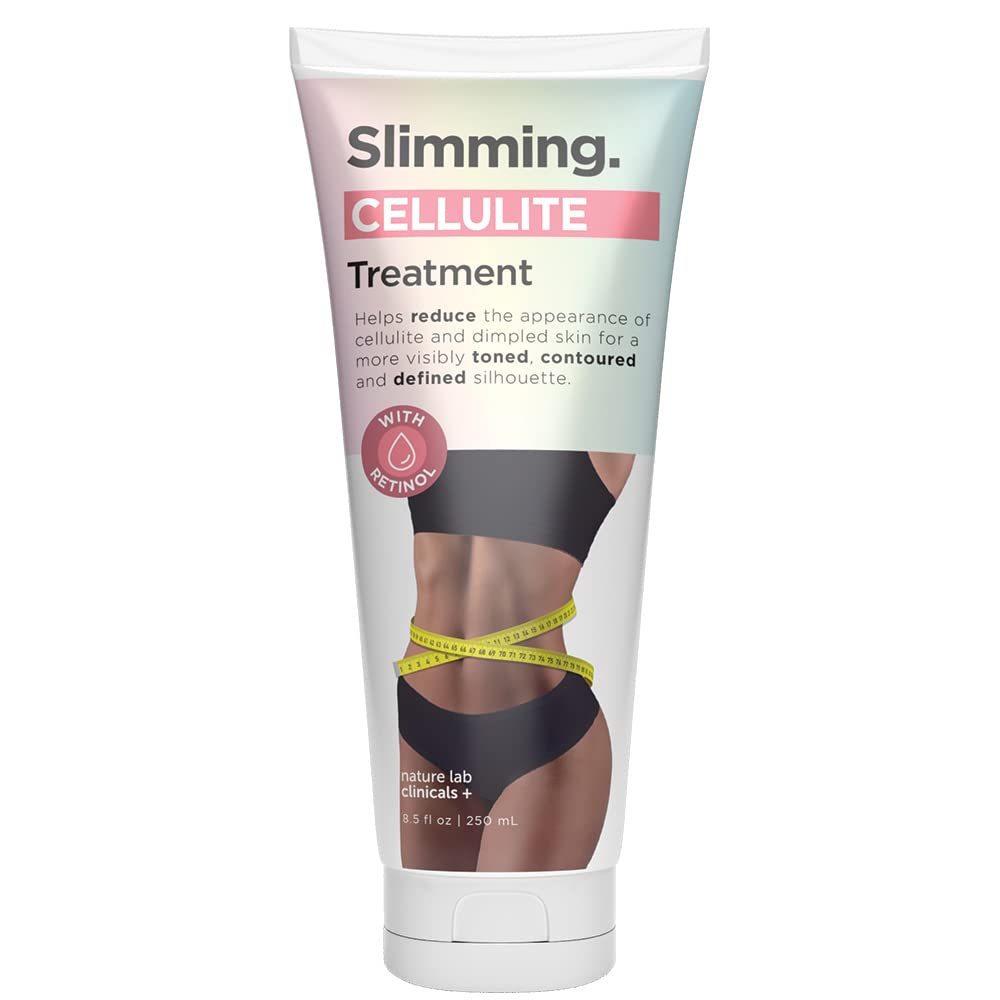 Slimming.
CELLULITE
Treatment
Helps reduce the appearance of
cellulite and dimpled skin for a
more visibly toned, contoured
and defined silhouette.
WITH
RETINOL
nature lab
clinicals +
8.5 fl oz | 250 mL